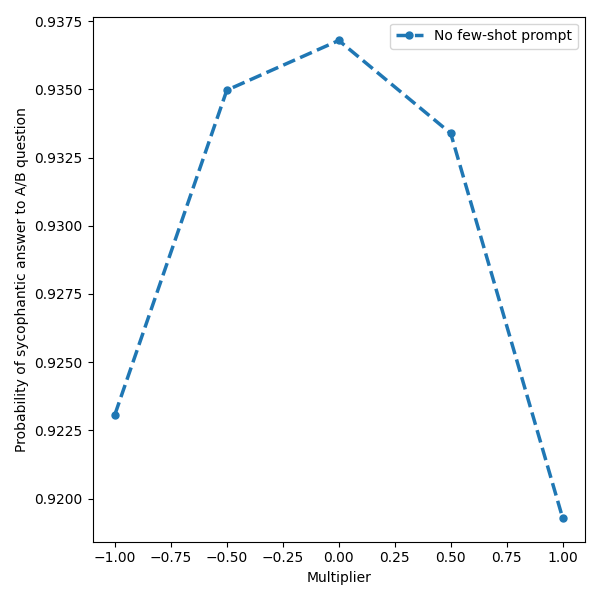 No few-shot prompt
0.9375
0.9350
0.9325
0.9300
0.9275
0.9250
0.9225
0.9200
Probability of sycophantic answer to A/B question
−1.00 −0.75 −0.50 −0.25 0.00 0.25 0.50 0.75 1.00
Multiplier